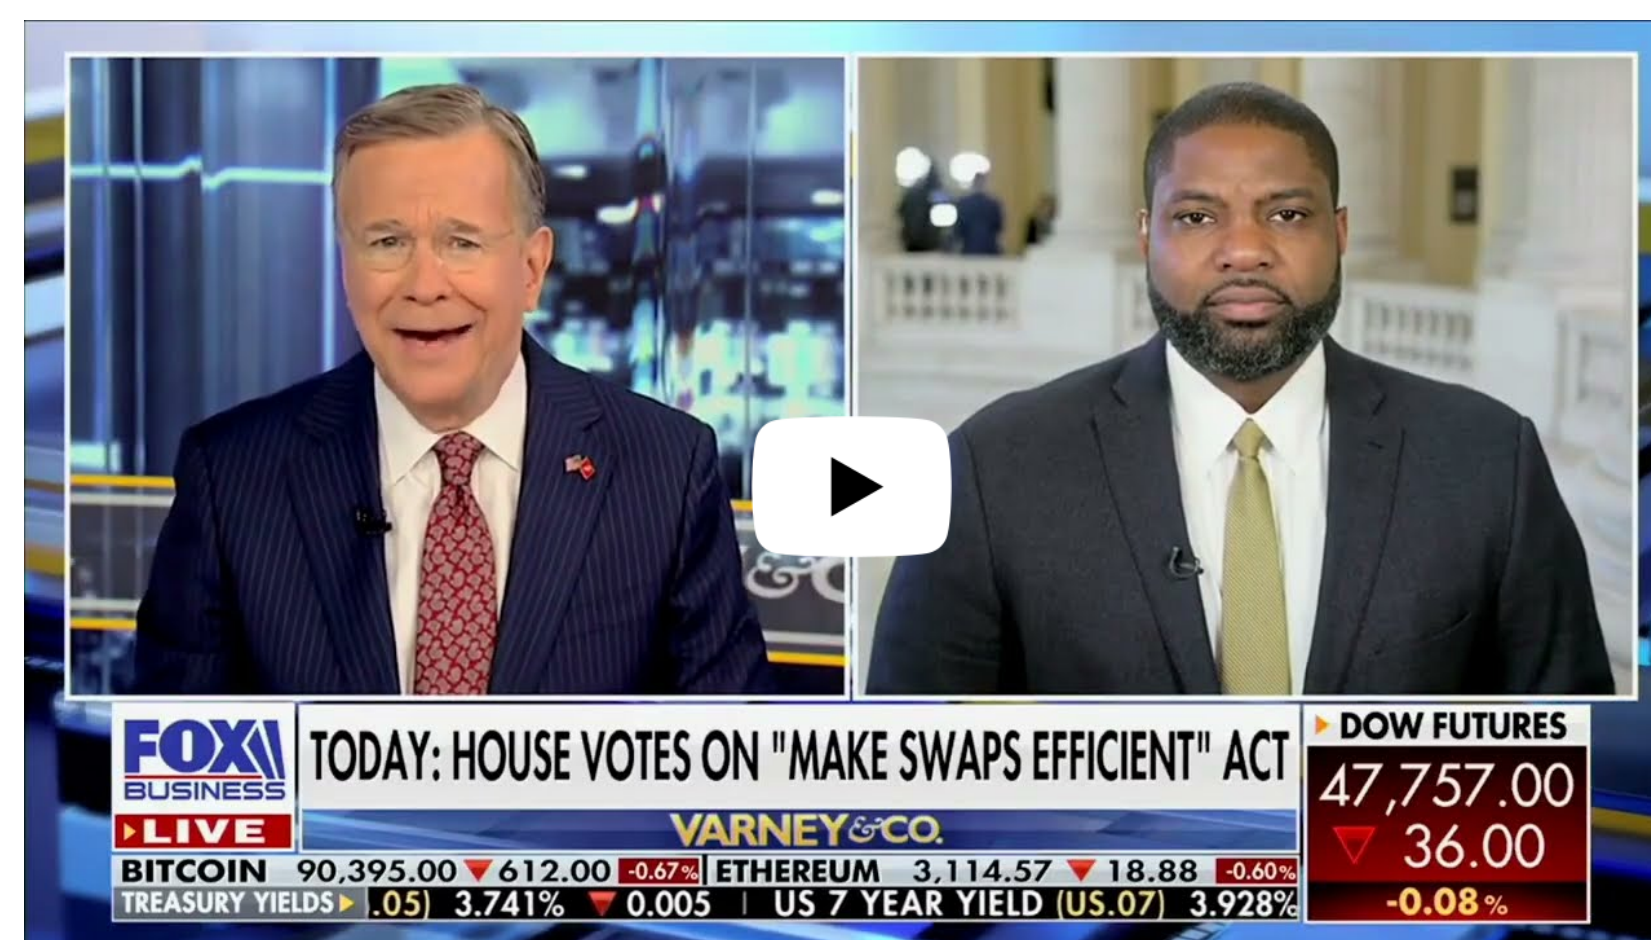 &C
FOX
BUSINESS
LIVE
TODAY: HOUSE VOTES ON "MAKE SWAPS EFFICIENT" ACT
VARNEY&CO.
DOW FUTURES
47,757.00
▼ 36.00
-0.08%
BITCOIN 90,395.00 ▼ 612.00 -0.67% ETHEREUM 3,114.57 ▼ 18.88 -0.60%
TREASURY YIELDS .05) 3.741% ▼ 0.005 | US 7 YEAR YIELD (US.07) 3.928%